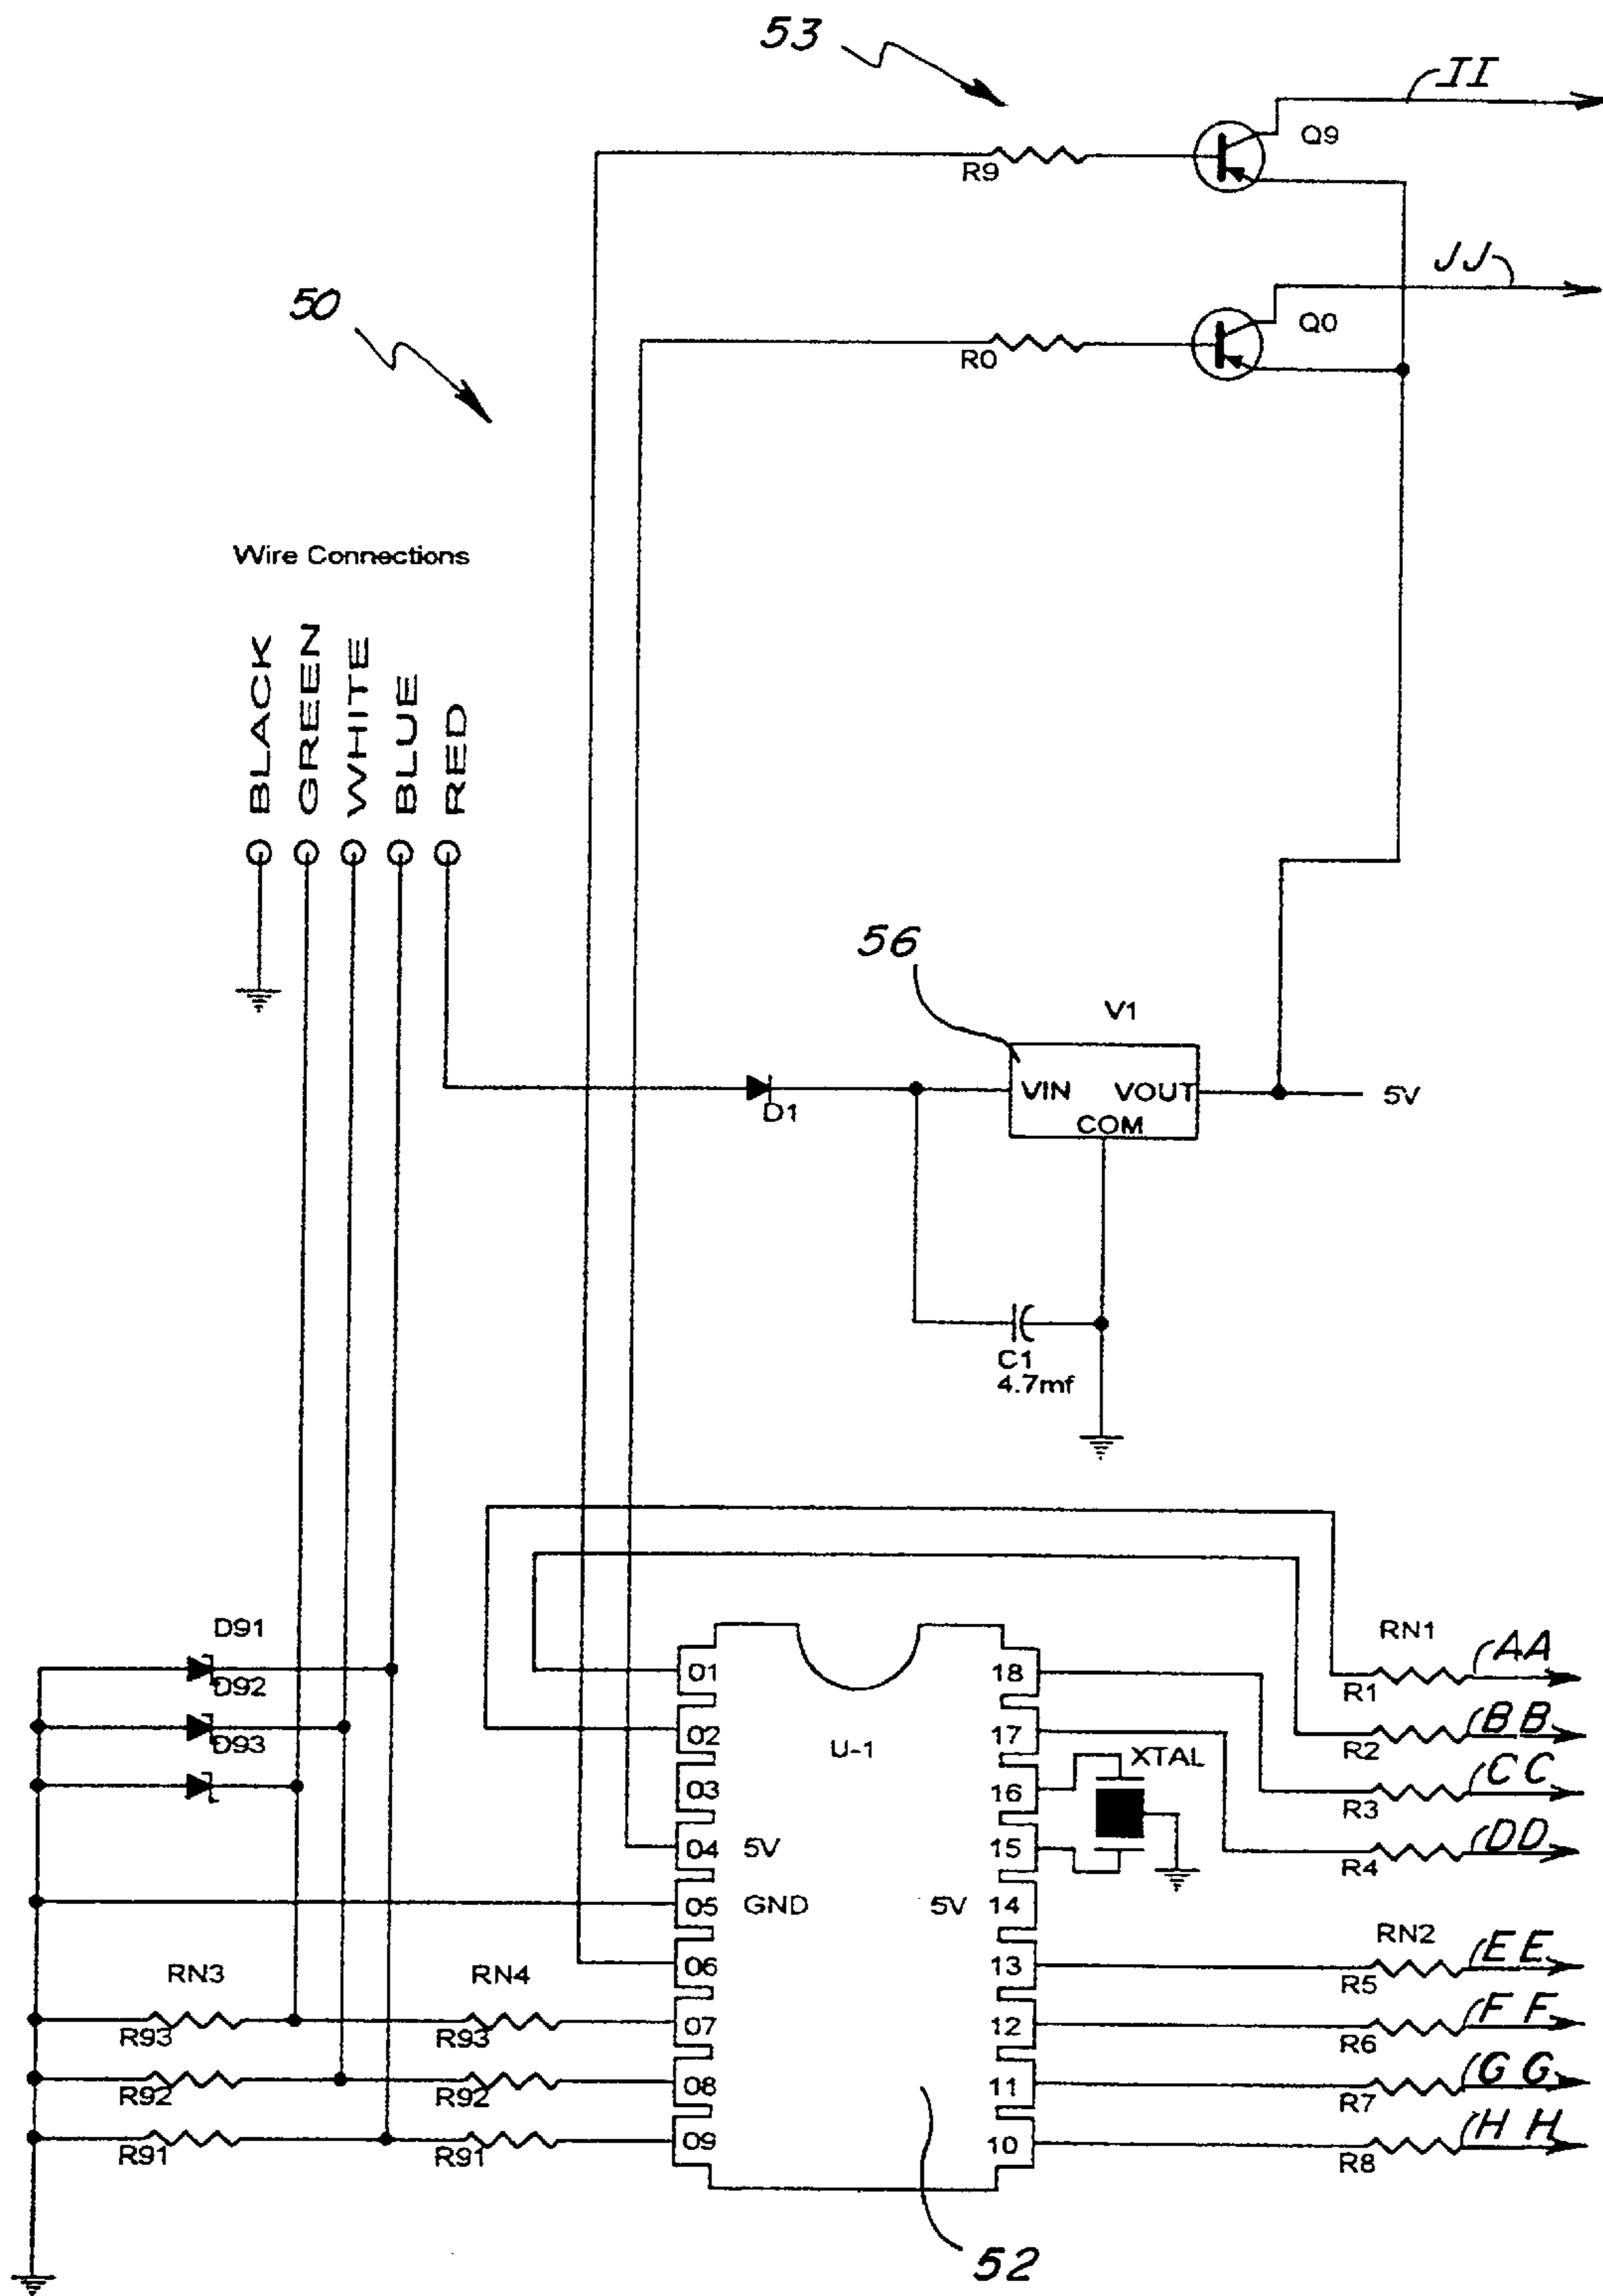 53
II
Q9
R9
JJ
50
Q0
R0
Wire Connections
BLACK
GREEN
WHITE
BLUE
RED
56
V1
VIN
VOUT
5V
D1
COM
C1
4.7mf
D91
RN1
AA
01
18
R1
D92
02
17
BB
U-1
R2
D93
XTAL
CC
03
16
R3
DD
04
5V
15
R4
05
GND
5V
14
RN3
RN4
06
13
RN2
EE
R5
R93
R93
07
12
FF
R6
R92
R92
08
11
GG
R7
R91
R91
09
10
HH
R8
52